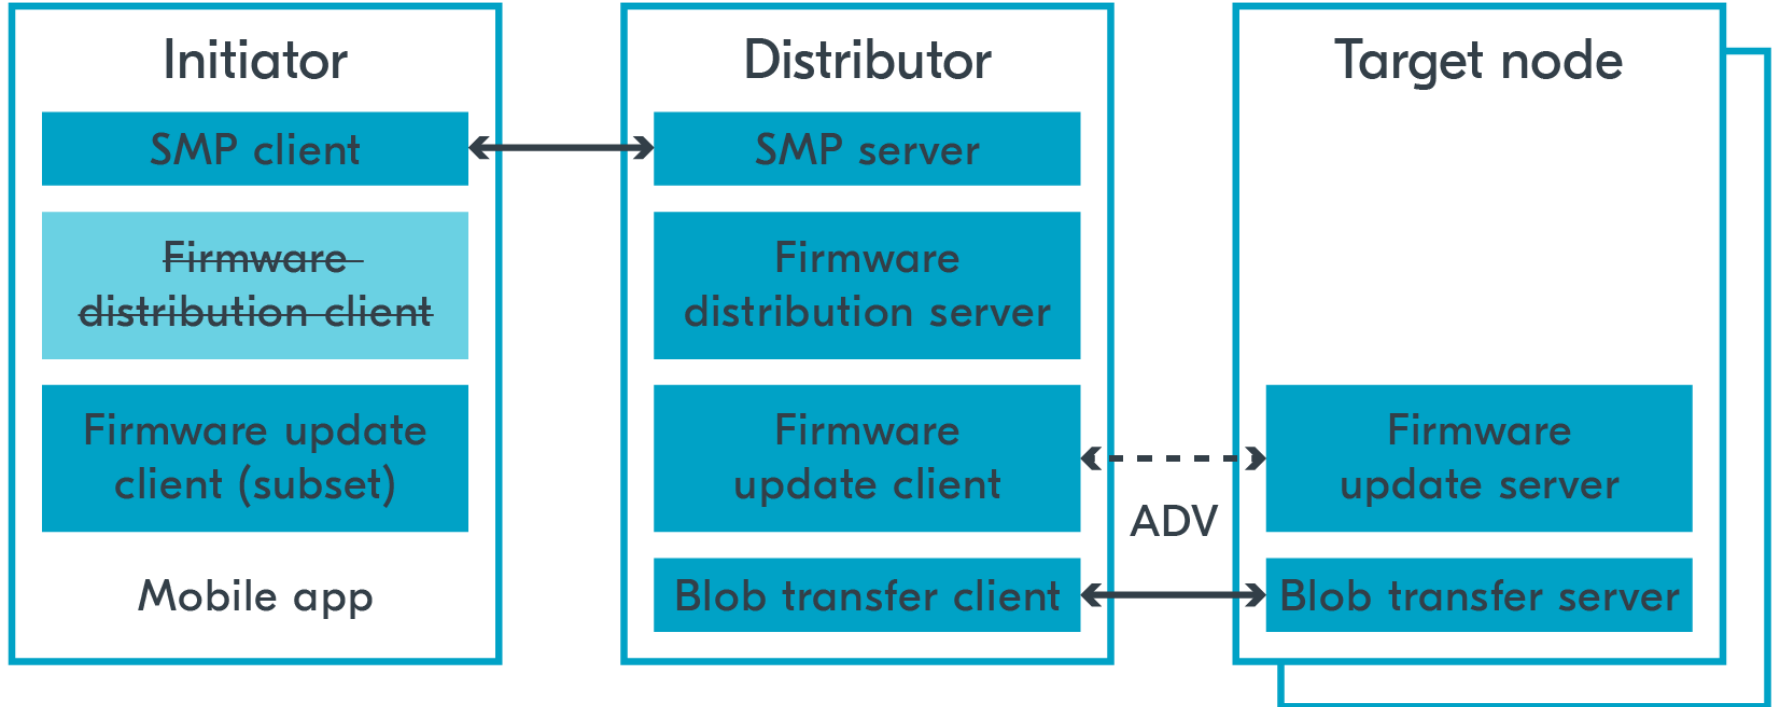 Initiator
SMP client
Firmware
distribution client
Firmware update
client (subset)
Mobile app
Distributor
SMP server
Firmware
distribution server
Firmware
update client
Blob transfer client
ADV
Target node
Firmware
update server
Blob transfer server